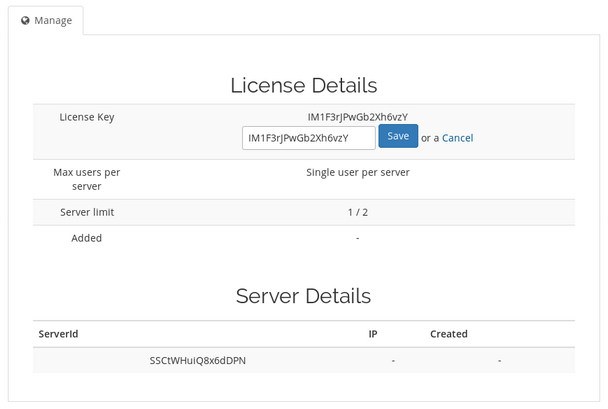 Manage
License Details
License Key
IM1F3rJPwGb2Xh6vzY
IM1F3rJPwGb2Xh6vzY Save or a Cancel
Max users per
server
Single user per server
Server limit 1 / 2
Added -
Server Details
ServerId IP Created
SSCtWHuiQ8x6dDPN - -